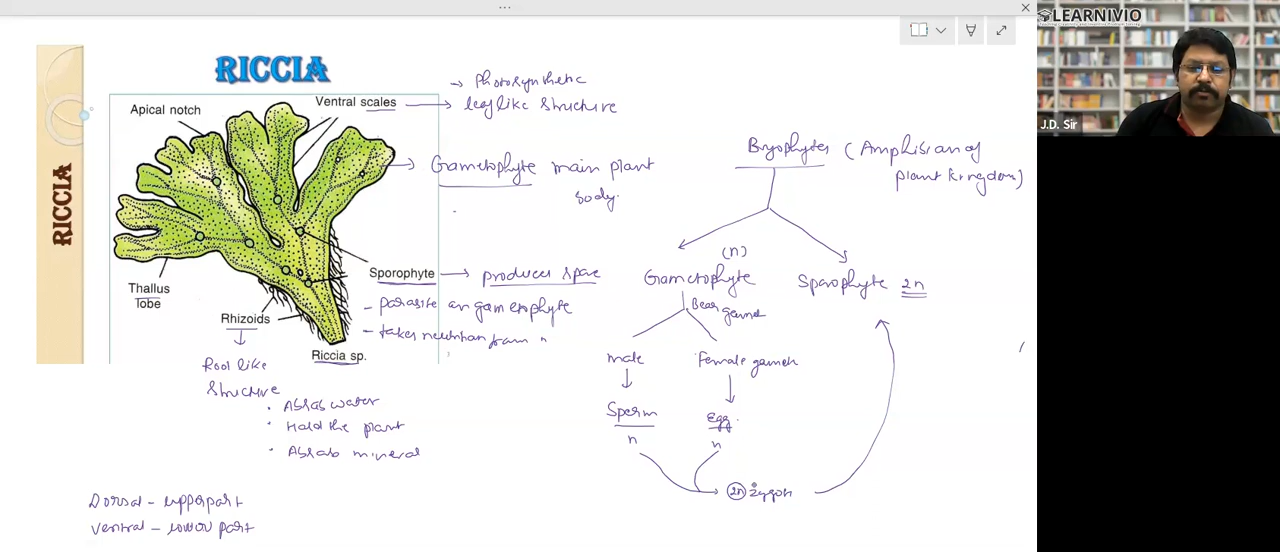 LEARNIVIO
J.D. Sir
RICCIA
RICCIA
Apical notch
Ventral scales
Thallus
lobe
Rhizoids
Sporophyte
Riccia sp.
→ Photosynthetic
→ leaf like structure
Gametophyte main plant
body.
→ produces spore
- parasite on gametophyte
- takes nutrition from "
Root like
structure
• Absorb water
• Hold the plant
• Absorb mineral
Dorsal - upper part
Ventral - lower part
Bryophytes (Amphibian of
plant kingdom)
(n)
Gametophyte
Sporophyte 2n
Bear
gamet
male
Female gamete
Sperm
Egg
n
n
2n zygote